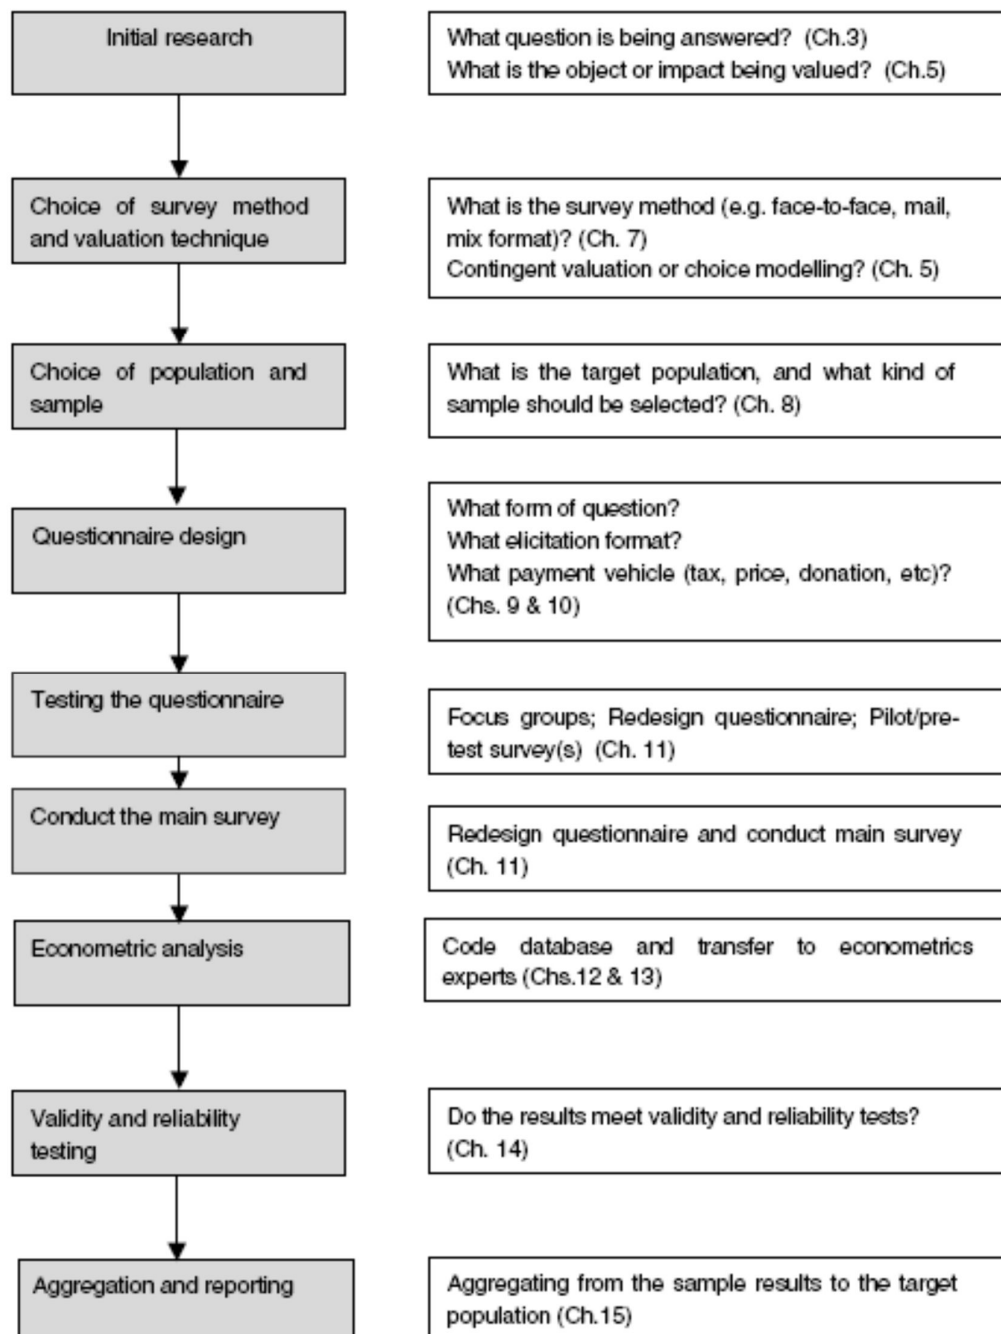 Initial research
What question is being answered? (Ch.3)
What is the object or impact being valued? (Ch.5)
Choice of survey method
and valuation technique
What is the survey method (e.g. face-to-face, mail,
mix format)? (Ch. 7)
Contingent valuation or choice modelling? (Ch. 5)
Choice of population and
sample
What is the target population, and what kind of
sample should be selected? (Ch. 8)
Questionnaire design
What form of question?
What elicitation format?
What payment vehicle (tax, price, donation, etc)?
(Chs. 9 & 10)
Testing the questionnaire
Focus groups; Redesign questionnaire; Pilot/pre-
test survey(s) (Ch. 11)
Conduct the main survey
Redesign questionnaire and conduct main survey
(Ch. 11)
Econometric analysis
Code database and transfer to econometrics
experts (Chs.12 & 13)
Validity and reliability
testing
Do the results meet validity and reliability tests?
(Ch. 14)
Aggregation and reporting
Aggregating from the sample results to the target
population (Ch.15)